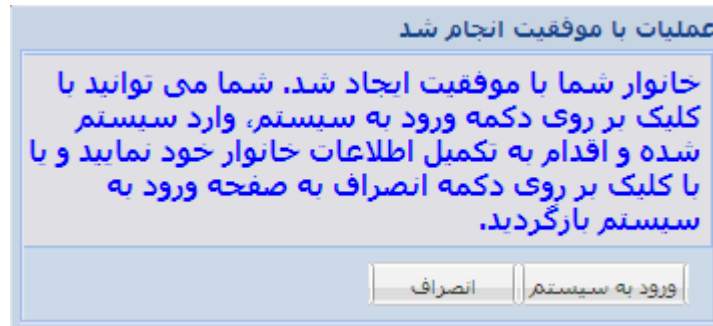 عملیات با موفقیت انجام شد
خانوار شما با موفقیت ایجاد شد. شما می توانید با
کلیک بر روی دکمه ورود به سیستم، وارد سیستم
شده و اقدام به تکمیل اطلاعات خانوار خود نمایید و یا
با کلیک بر روی دکمه انصراف به صفحه ورود به
سیستم بازگردید.
ورود به سیستم انصراف